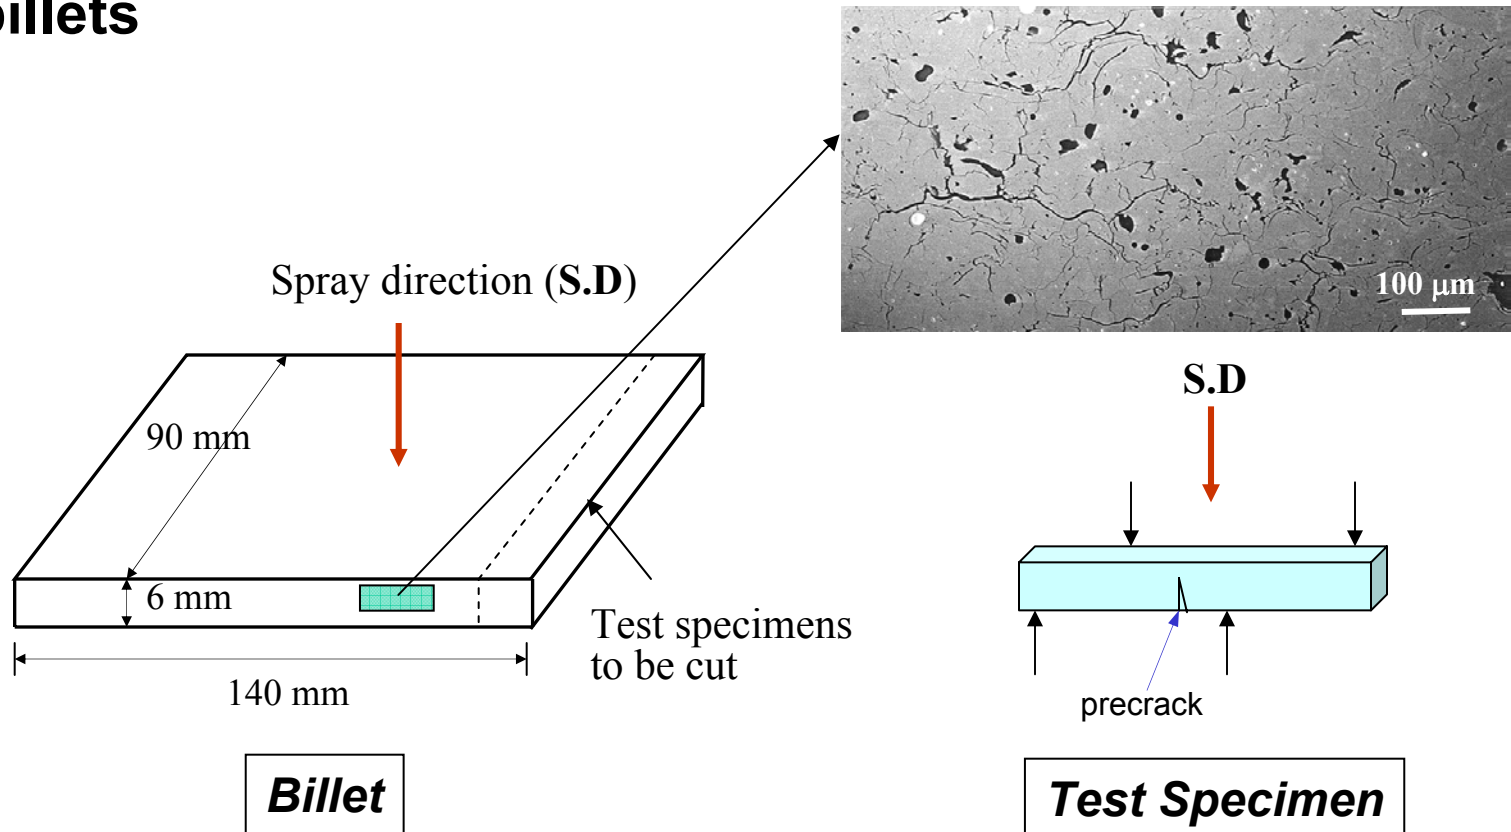 billets
100 μm
Spray direction (S.D)
S.D
90 mm
6 mm
Test specimens
to be cut
140 mm
precrack
Billet
Test Specimen